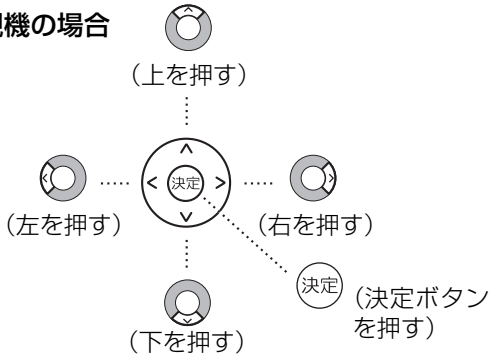 機の場合
（上を押す）
決定
（左を押す）
（右を押す）
決定
（決定ボタン
を押す）
（下を押す）